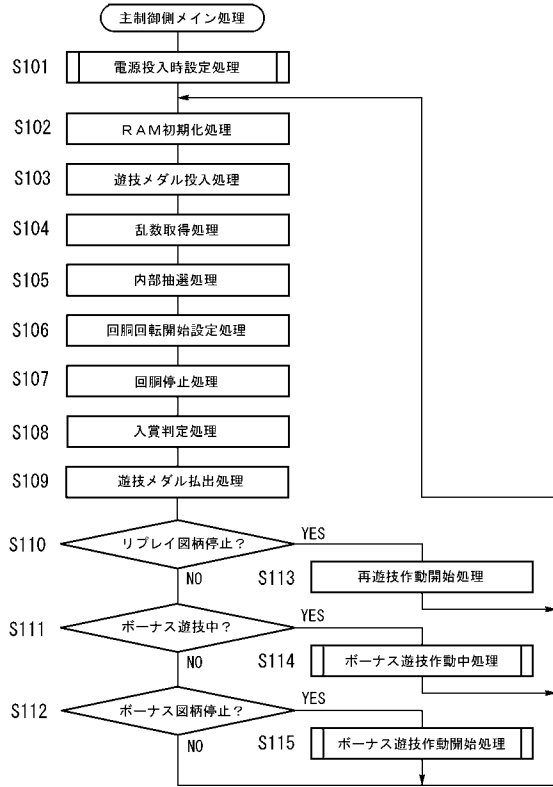 主制御側メイン処理
S101 電源投入時設定処理
S102 RAM初期化処理
S103 遊技メダル投入処理
S104 乱数取得処理
S105 内部抽選処理
S106 回胴回転開始設定処理
S107 回胴停止処理
S108 入賞判定処理
S109 遊技メダル払出処理
S110 リプレイ図柄停止? YES
NO
S113 再遊技作動開始処理
S111 ボーナス遊技中? YES
NO
S114 ボーナス遊技作動中処理
S112 ボーナス図柄停止? YES
NO
S115 ボーナス遊技作動開始処理